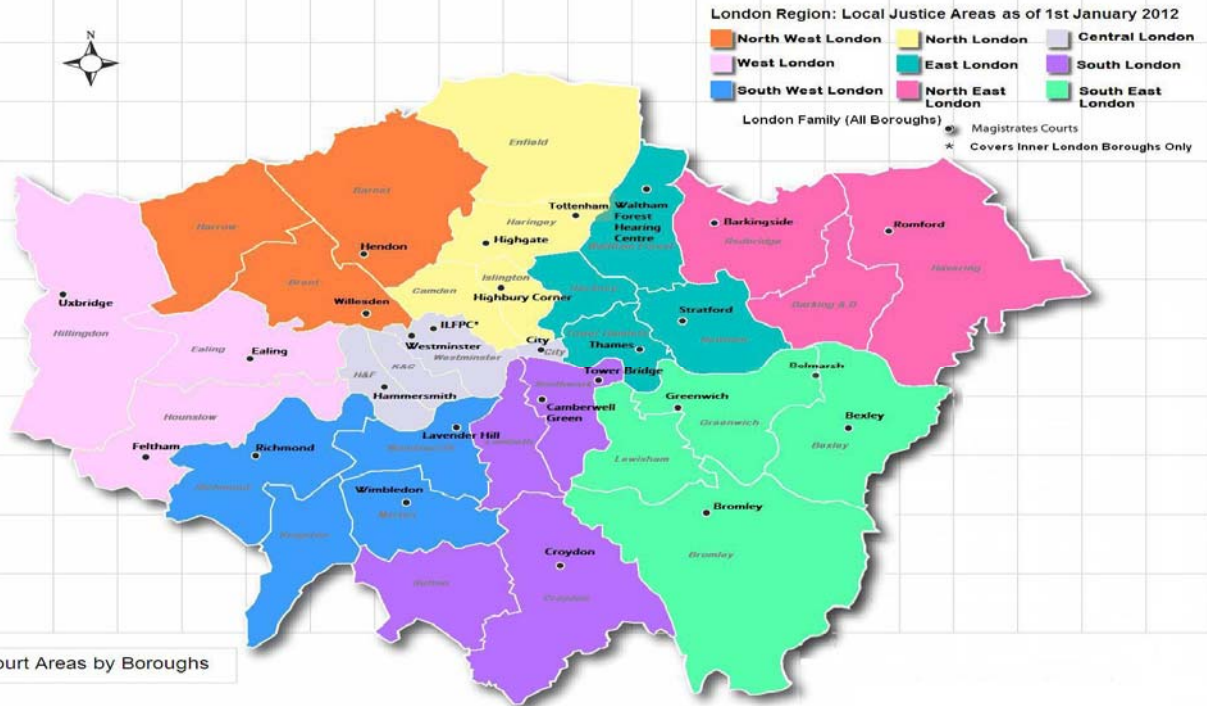 London Region: Local Justice Areas as of 1st January 2012
North West London
North London
Central London
West London
East London
South London
South West London
North East
London
South East
London
London Family (All Boroughs)
Magistrates Courts
* Covers Inner London Boroughs Only
N
Enfield
Barnet
Harrow
Haringey
Tottenham
Waltham
Forest
Hearing
Centre
Highgate
Hendon
Barkingside
Redbridge
Romford
Havering
Brent
Camden
Islington
Highbury Corner
Hackney
Barking & D
Uxbridge
Hillingdon
Willesden
ILFPC*
Westminster
Westminster
City
City
Tower Hamlets
Thames
Stratford
Newham
Ealing
Ealing
H&F
K&C
Hammersmith
Hounslow
Feltham
Tower Bridge
Southwark
Camberwell
Green
Greenwich
Greenwich
Belmarsh
Bexley
Bexley
Richmond
Richmond
Lavender Hill
Lambeth
Lewisham
Wimbledon
Merton
Kingston
Bromley
Bromley
Croydon
Croydon
Sutton
ourt Areas by Boroughs